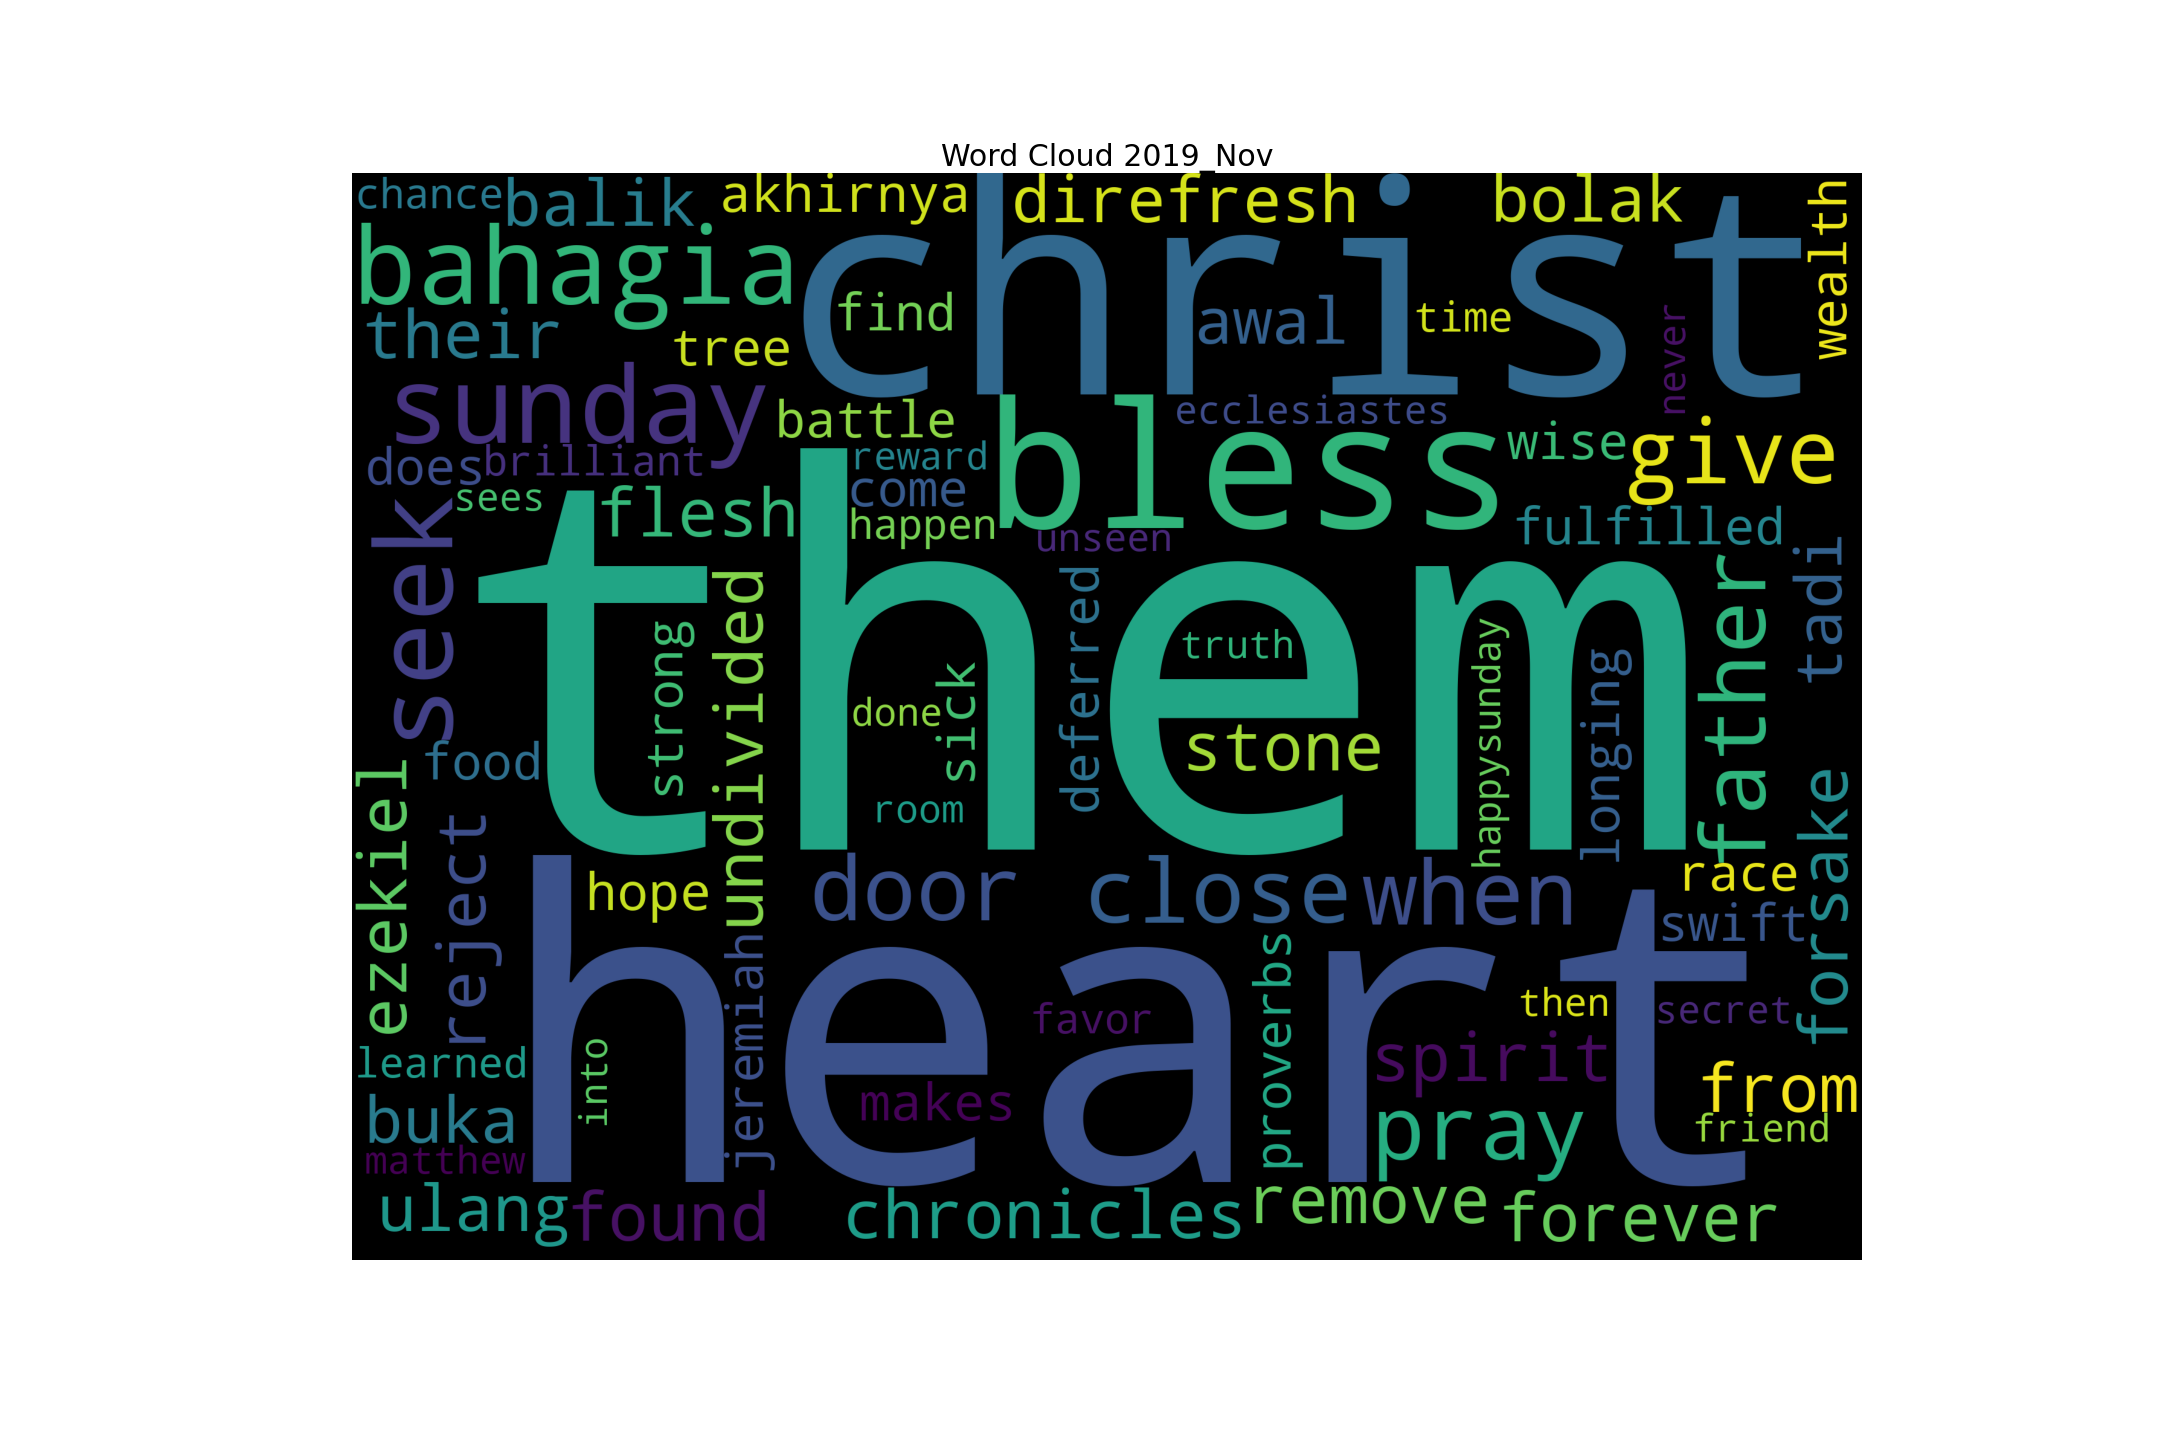 Word Cloud 2019_Nov
chance
balik
akhirnya
direfresh
bolak
wealth
bahagia
christ
their
find
awal
time
never
tree
sunday
battle
ecclesiastes
bless
wise
give
does
brilliant
reward
come
sees
flesh
happen
unseen
fulfilled
seek
them
tadi
father
undivided
strong
deferred
truth
happysunday
longing
sick
done
stone
food
room
forsake
ezekiel
reject
hope
door
close
when
race
swift
heart
jeremiah
proverbs
favor
then
secret
learned
into
spirit
makes
from
buka
pray
friend
matthew
ulang
found
chronicles
remove
forever